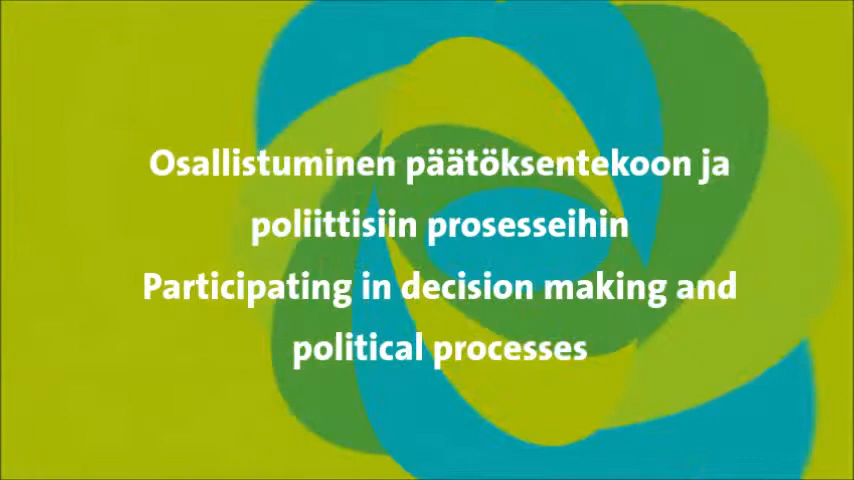 Osallistuminen päätöksentekoon ja
poliittisiin prosesseihin
Participating in decision making and
political processes